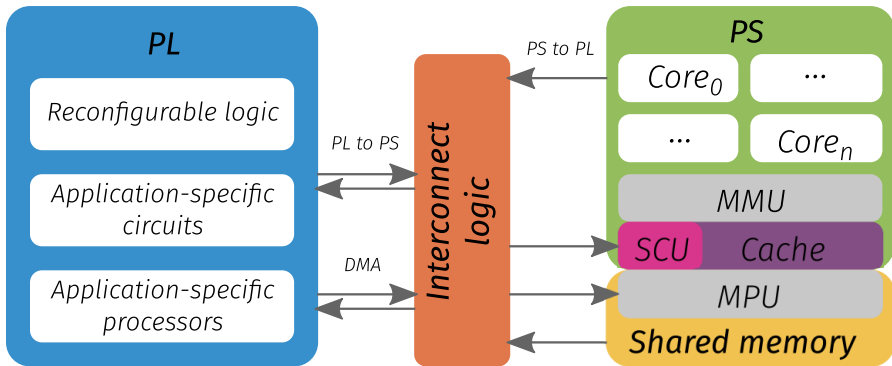 PL
Reconfigurable logic
Application-specific
circuits
Application-specific
processors
PL to PS
DMA
Interconnect
logic
PS to PL
PS
Core0
...
...
Coren
MMU
SCU
Cache
MPU
Shared memory